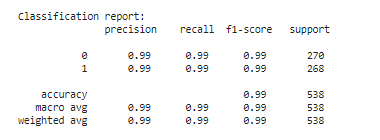 Classification report:
precision recall f1-score support
0 0.99 0.99 0.99 270
1 0.99 0.99 0.99 268
accuracy 0.99 538
macro avg 0.99 0.99 0.99 538
weighted avg 0.99 0.99 0.99 538